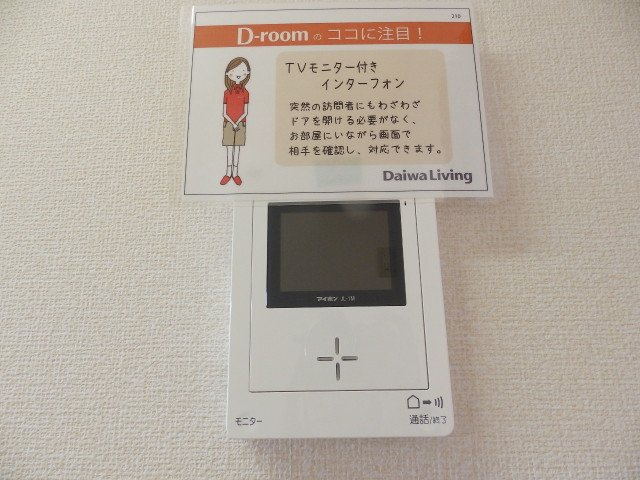 210
D-room の ココに注目！
TVモニター付き
インターフォン
突然の訪問者にもわざわざ
ドアを開ける必要がなく、
お部屋にいながら画面で
相手を確認し、対応できます。
Daiwa Living
アイホン JL-1M
モニター
通話/終了